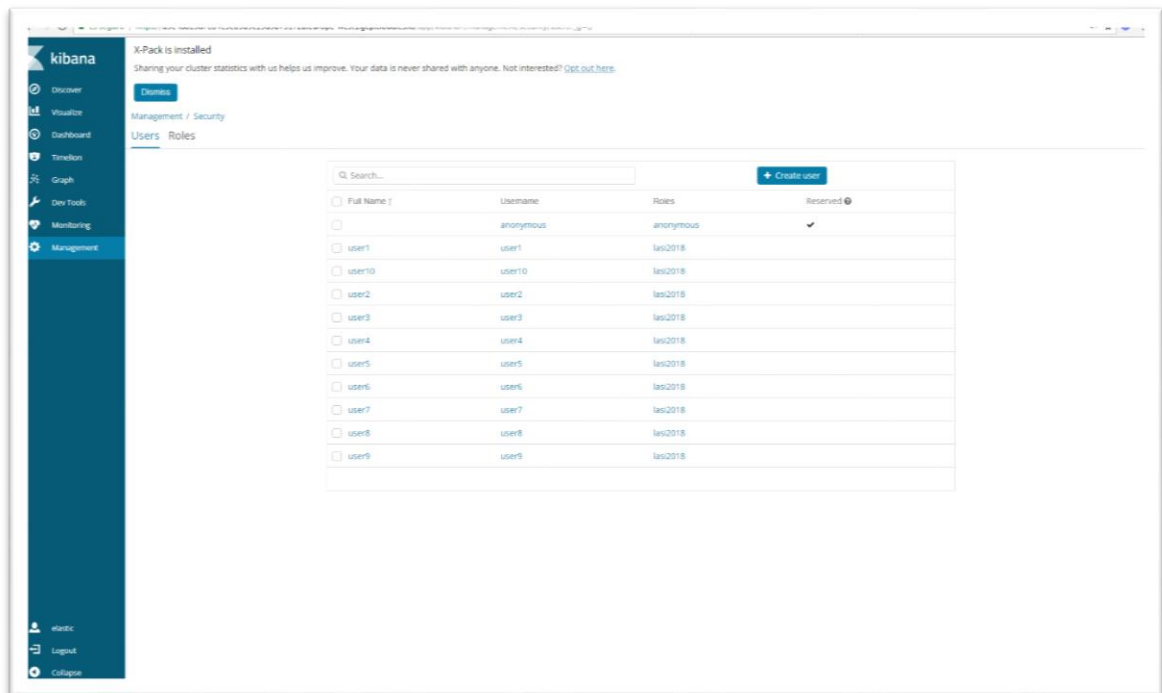 kibana
Discover
Visualize
Dashboard
Timelion
Graph
Dev Tools
Monitoring
Management
elastic
Logout
Collapse
X-Pack is installed
Sharing your cluster statistics with us helps us improve. Your data is never shared with anyone. Not interested? Opt out here.
Dismiss
Management / Security
Users Roles
Search... + Create user
Full Name Username Roles Reserved
anonymous anonymous
user1 user1 lasi2018
user10 user10 lasi2018
user2 user2 lasi2018
user3 user3 lasi2018
user4 user4 lasi2018
user5 user5 lasi2018
user6 user6 lasi2018
user7 user7 lasi2018
user8 user8 lasi2018
user9 user9 lasi2018